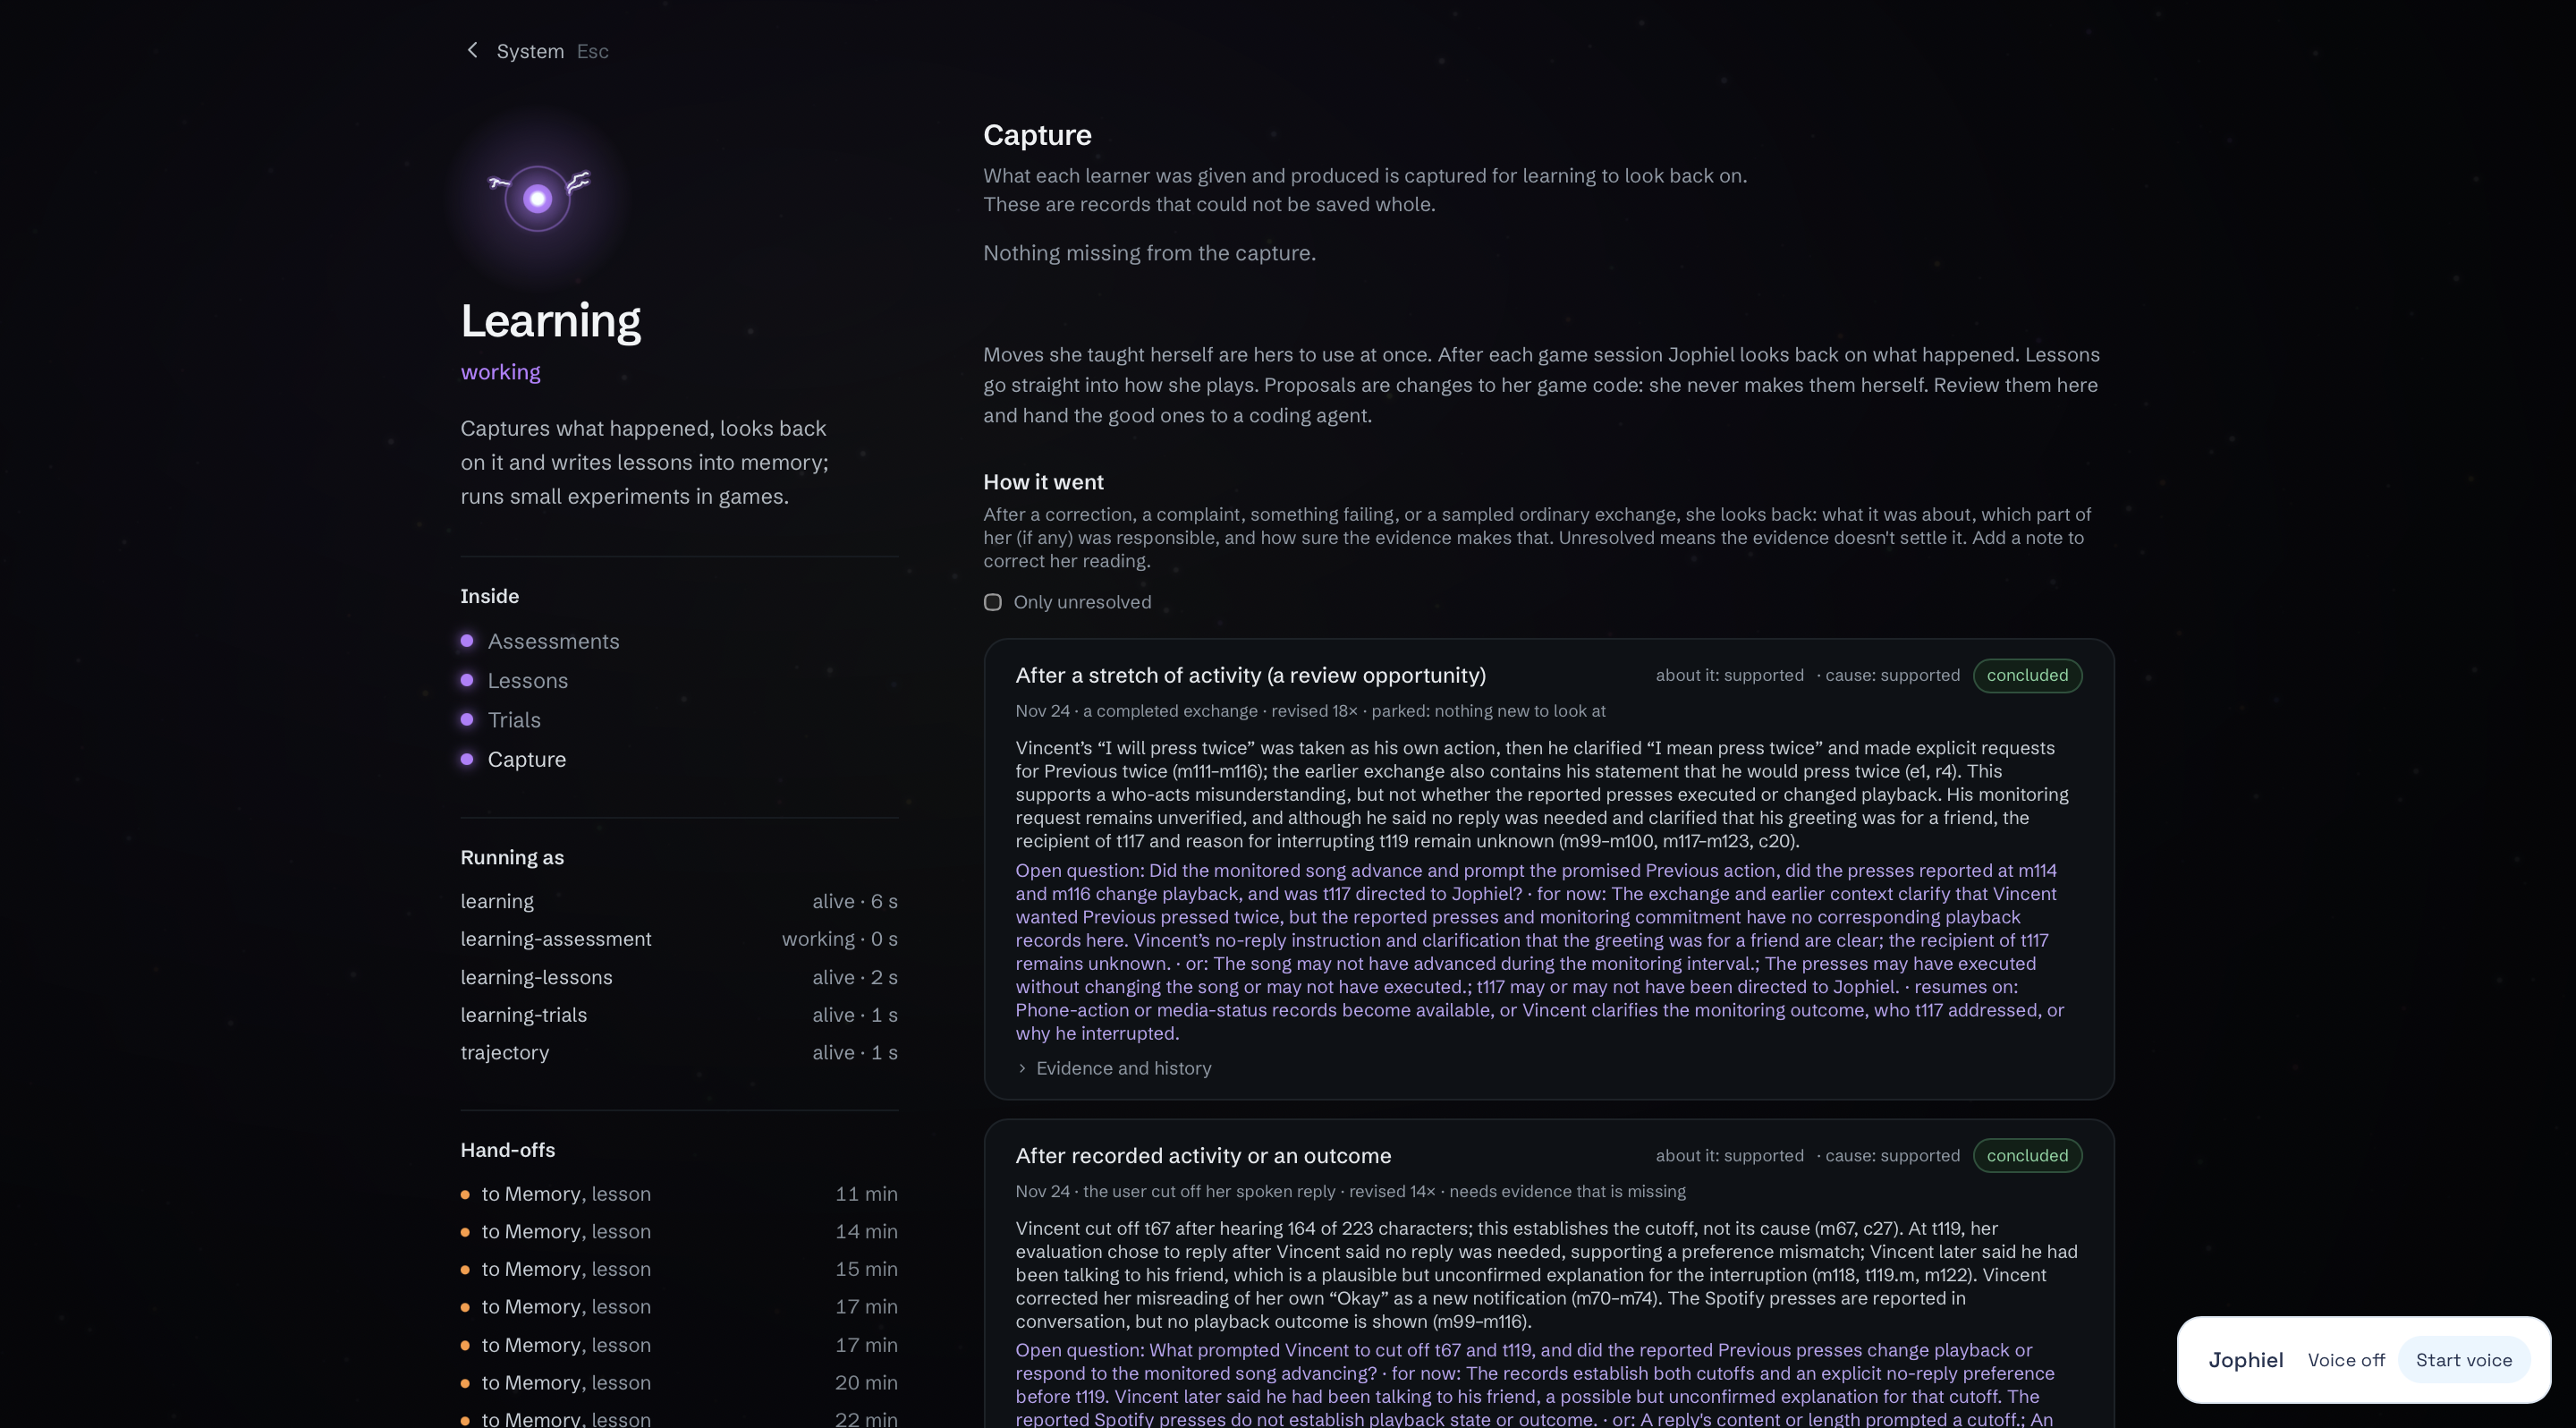 System Esc
Learning
working
Captures what happened, looks back
on it and writes lessons into memory;
runs small experiments in games.
Inside
Assessments
Lessons
Trials
Capture
Running as
learning alive · 6 s
learning-assessment working · 0 s
learning-lessons alive · 2 s
learning-trials alive · 1 s
trajectory alive · 1 s
Hand-offs
to Memory, lesson 11 min
to Memory, lesson 14 min
to Memory, lesson 15 min
to Memory, lesson 17 min
to Memory, lesson 17 min
to Memory, lesson 20 min
to Memory, lesson 22 min
Capture
What each learner was given and produced is captured for learning to look back on.
These are records that could not be saved whole.
Nothing missing from the capture.
Moves she taught herself are hers to use at once. After each game session Jophiel looks back on what happened. Lessons
go straight into how she plays. Proposals are changes to her game code: she never makes them herself. Review them here
and hand the good ones to a coding agent.
How it went
After a correction, a complaint, something failing, or a sampled ordinary exchange, she looks back: what it was about, which part of
her (if any) was responsible, and how sure the evidence makes that. Unresolved means the evidence doesn't settle it. Add a note to
correct her reading.
Only unresolved
After a stretch of activity (a review opportunity) about it: supported · cause: supported concluded
Nov 24 · a completed exchange · revised 18× · parked: nothing new to look at
Vincent’s “I will press twice” was taken as his own action, then he clarified “I mean press twice” and made explicit requests
for Previous twice (m111–m116); the earlier exchange also contains his statement that he would press twice (e1, r4). This
supports a who-acts misunderstanding, but not whether the reported presses executed or changed playback. His monitoring
request remains unverified, and although he said no reply was needed and clarified that his greeting was for a friend, the
recipient of t117 and reason for interrupting t119 remain unknown (m99–m100, m117–m123, c20).
Open question: Did the monitored song advance and prompt the promised Previous action, did the presses reported at m114
and m116 change playback, and was t117 directed to Jophiel? · for now: The exchange and earlier context clarify that Vincent
wanted Previous pressed twice, but the reported presses and monitoring commitment have no corresponding playback
records here. Vincent’s no-reply instruction and clarification that the greeting was for a friend are clear; the recipient of t117
remains unknown. · or: The song may not have advanced during the monitoring interval.; The presses may have executed
without changing the song or may not have executed.; t117 may or may not have been directed to Jophiel. · resumes on:
Phone-action or media-status records become available, or Vincent clarifies the monitoring outcome, who t117 addressed, or
why he interrupted.
Evidence and history
After recorded activity or an outcome about it: supported · cause: supported concluded
Nov 24 · the user cut off her spoken reply · revised 14× · needs evidence that is missing
Vincent cut off t67 after hearing 164 of 223 characters; this establishes the cutoff, not its cause (m67, c27). At t119, her
evaluation chose to reply after Vincent said no reply was needed, supporting a preference mismatch; Vincent later said he had
been talking to his friend, which is a plausible but unconfirmed explanation for the interruption (m118, t119.m, m122). Vincent
corrected her misreading of her own “Okay” as a new notification (m70–m74). The Spotify presses are reported in
conversation, but no playback outcome is shown (m99–m116).
Open question: What prompted Vincent to cut off t67 and t119, and did the reported Previous presses change playback or
respond to the monitored song advancing? · for now: The records establish both cutoffs and an explicit no-reply preference
before t119. Vincent later said he had been talking to his friend, a possible but unconfirmed explanation for that cutoff. The
reported Spotify presses do not establish playback state or outcome. · or: A reply's content or length prompted a cutoff.; An
Jophiel Voice off Start voice